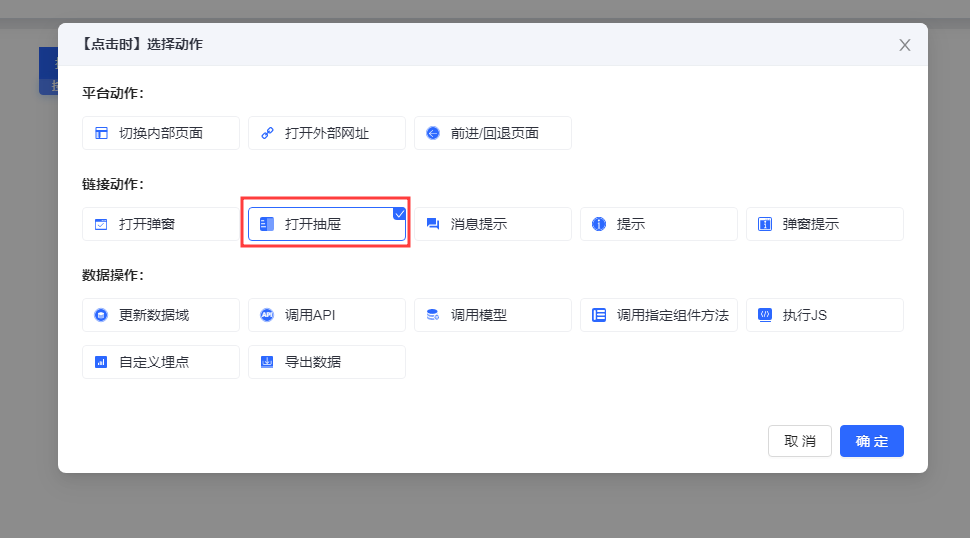 【点击时】选择动作
平台动作：
切换内部页面
打开外部网址
前进/回退页面
链接动作：
打开弹窗
打开抽屉
消息提示
提示
弹窗提示
数据操作：
更新数据域
API
调用API
调用模型
调用指定组件方法
执行JS
自定义埋点
导出数据
取消
确定